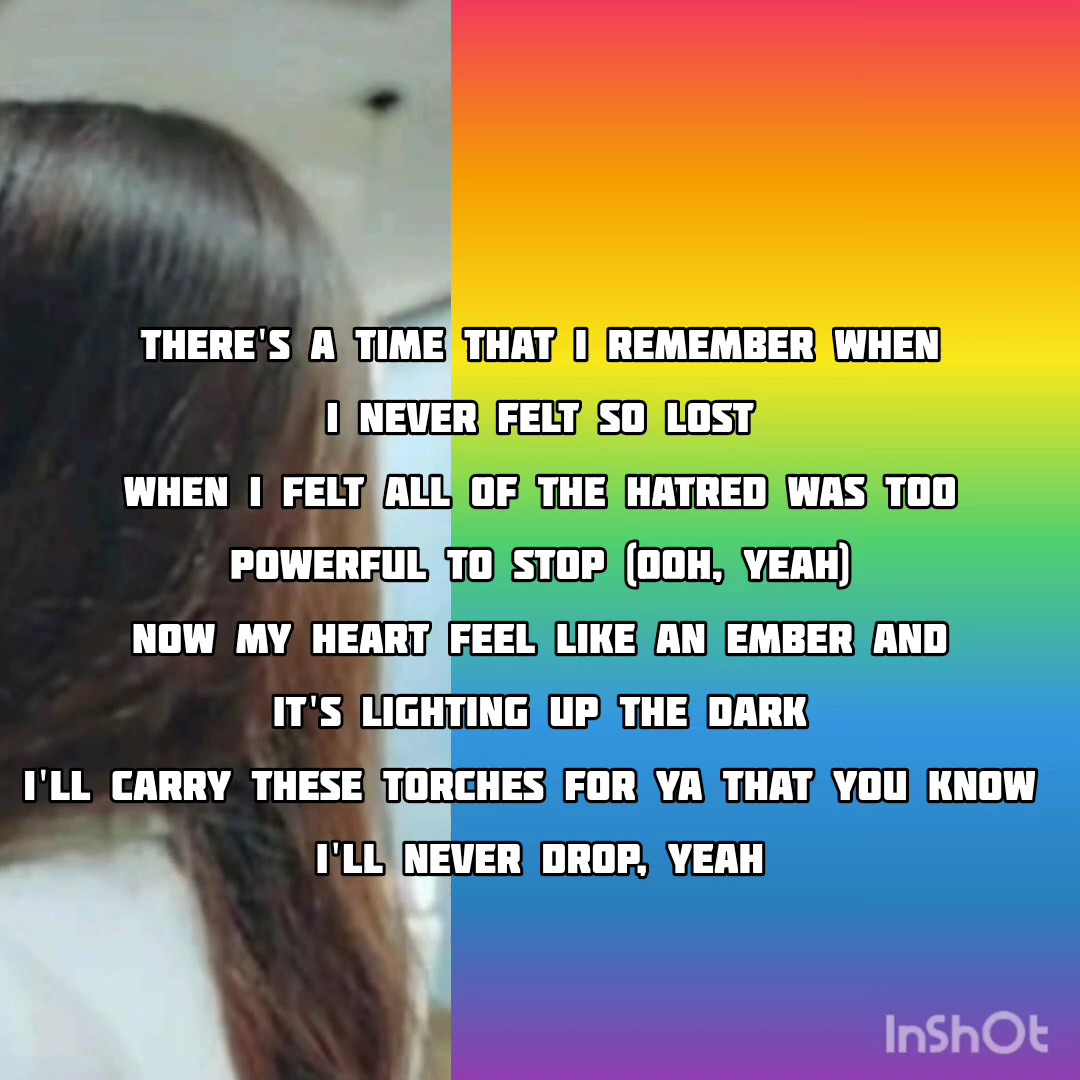 THERE'S A TIME THAT I REMEMBER WHEN
I NEVER FELT SO LOST
WHEN I FELT ALL OF THE HATRED WAS TOO
POWERFUL TO STOP (OOH, YEAH)
NOW MY HEART FEEL LIKE AN EMBER AND
IT'S LIGHTING UP THE DARK
I'LL CARRY THESE TORCHES FOR YA THAT YOU KNOW
I'LL NEVER DROP, YEAH
InShOt